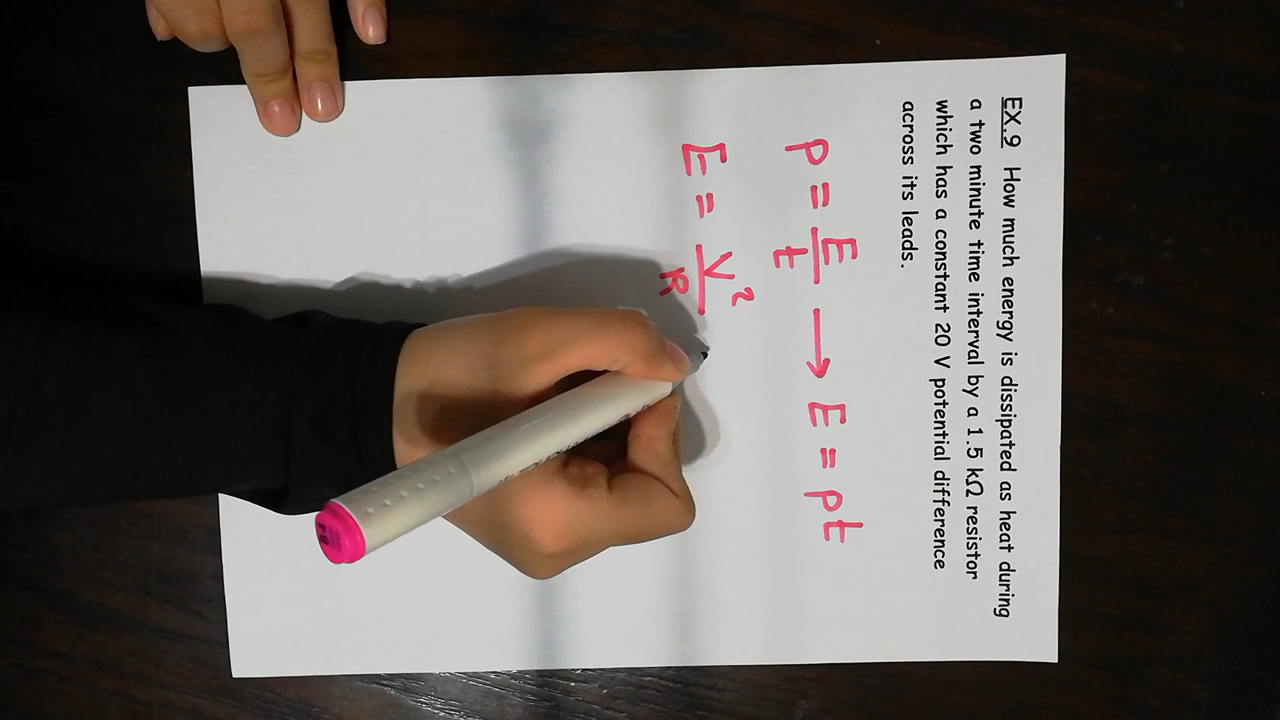 EX.9 How much energy is dissipated as heat during
a two minute time interval by a 1.5 kΩ resistor
which has a constant 20 V potential difference
across its leads.
P = E/t → E = Pt
E = V²/R